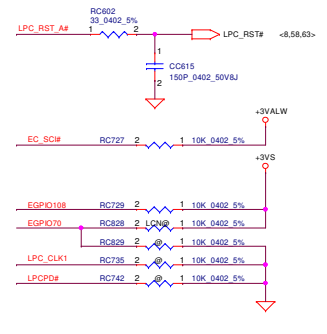 RC602
LPC_RST_A# 1 33_0402_5% 2 LPC_RST# <8,58,63>
1
CC615
150P_0402_50V8J
2
+3VALW
EC_SCI# RC727 2 1 10K_0402_5%
+3VS
EGPIO108 RC729 2 1 10K_0402_5%
EGPIO70 RC828 2 LCN@ 1 10K_0402_5%
RC829 2 @ 1 10K_0402_5%
LPC_CLK1 RC735 2 @ 1 10K_0402_5%
LPCPD# RC742 2 @ 1 10K_0402_5%